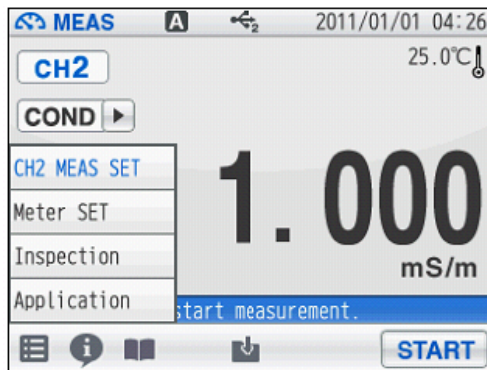 MEAS A 2 2011/01/01 04:26
CH2 25.0℃
COND
1.000
mS/m
CH2 MEAS SET
Meter SET
Inspection
Application
start measurement.
START